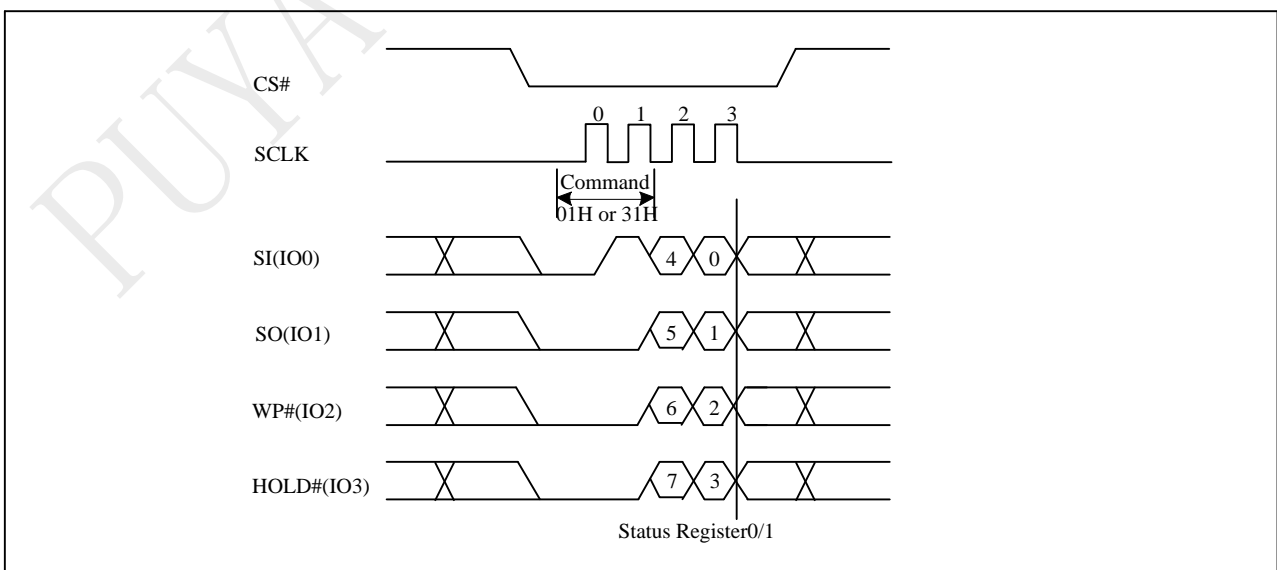 PUYA
CS#
0 1 2 3
SCLK
Command
01H or 31H
SI(IO0) 4 0
SO(IO1) 5 1
WP#(IO2) 6 2
HOLD#(IO3) 7 3
Status Register0/1